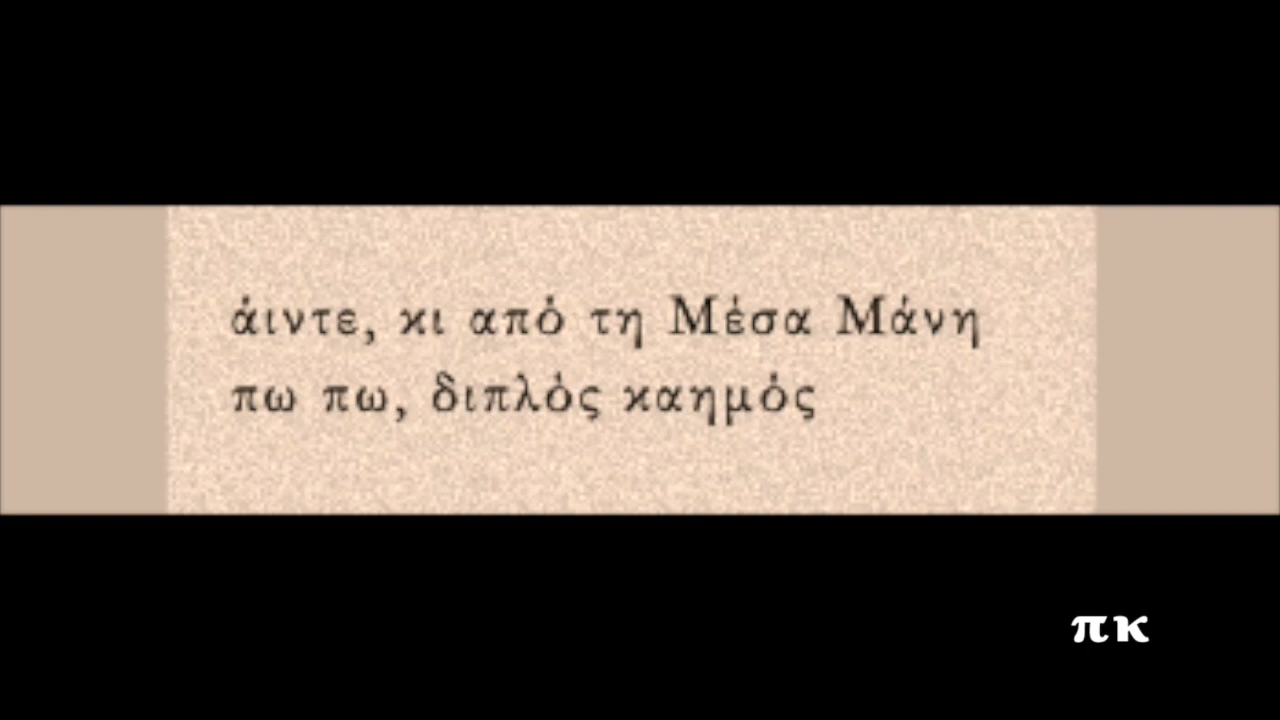 άιντε, κι από τη Μέσα Μάνη
πω πω, διπλός καημός
πκ